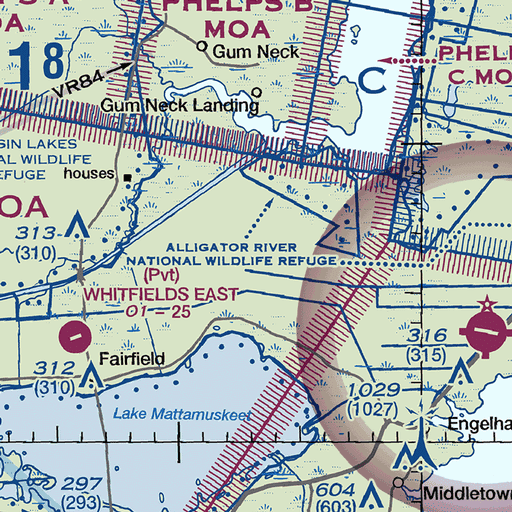 PHELPS B
MOA
PHELP
C MO
18
Gum Neck
VR84
C
Gum Neck Landing
SIN LAKES
AL WILDLIFE
EFUGE
houses
OA
313
(310)
ALLIGATOR RIVER
NATIONAL WILDLIFE REFUGE
(Pvt)
WHITFIELDS EAST
01 – 25
316
(315)
Fairfield
312
(310)
1029
(1027)
Lake Mattamuskeet
Engelha
297
(293)
604
(603)
Middletown